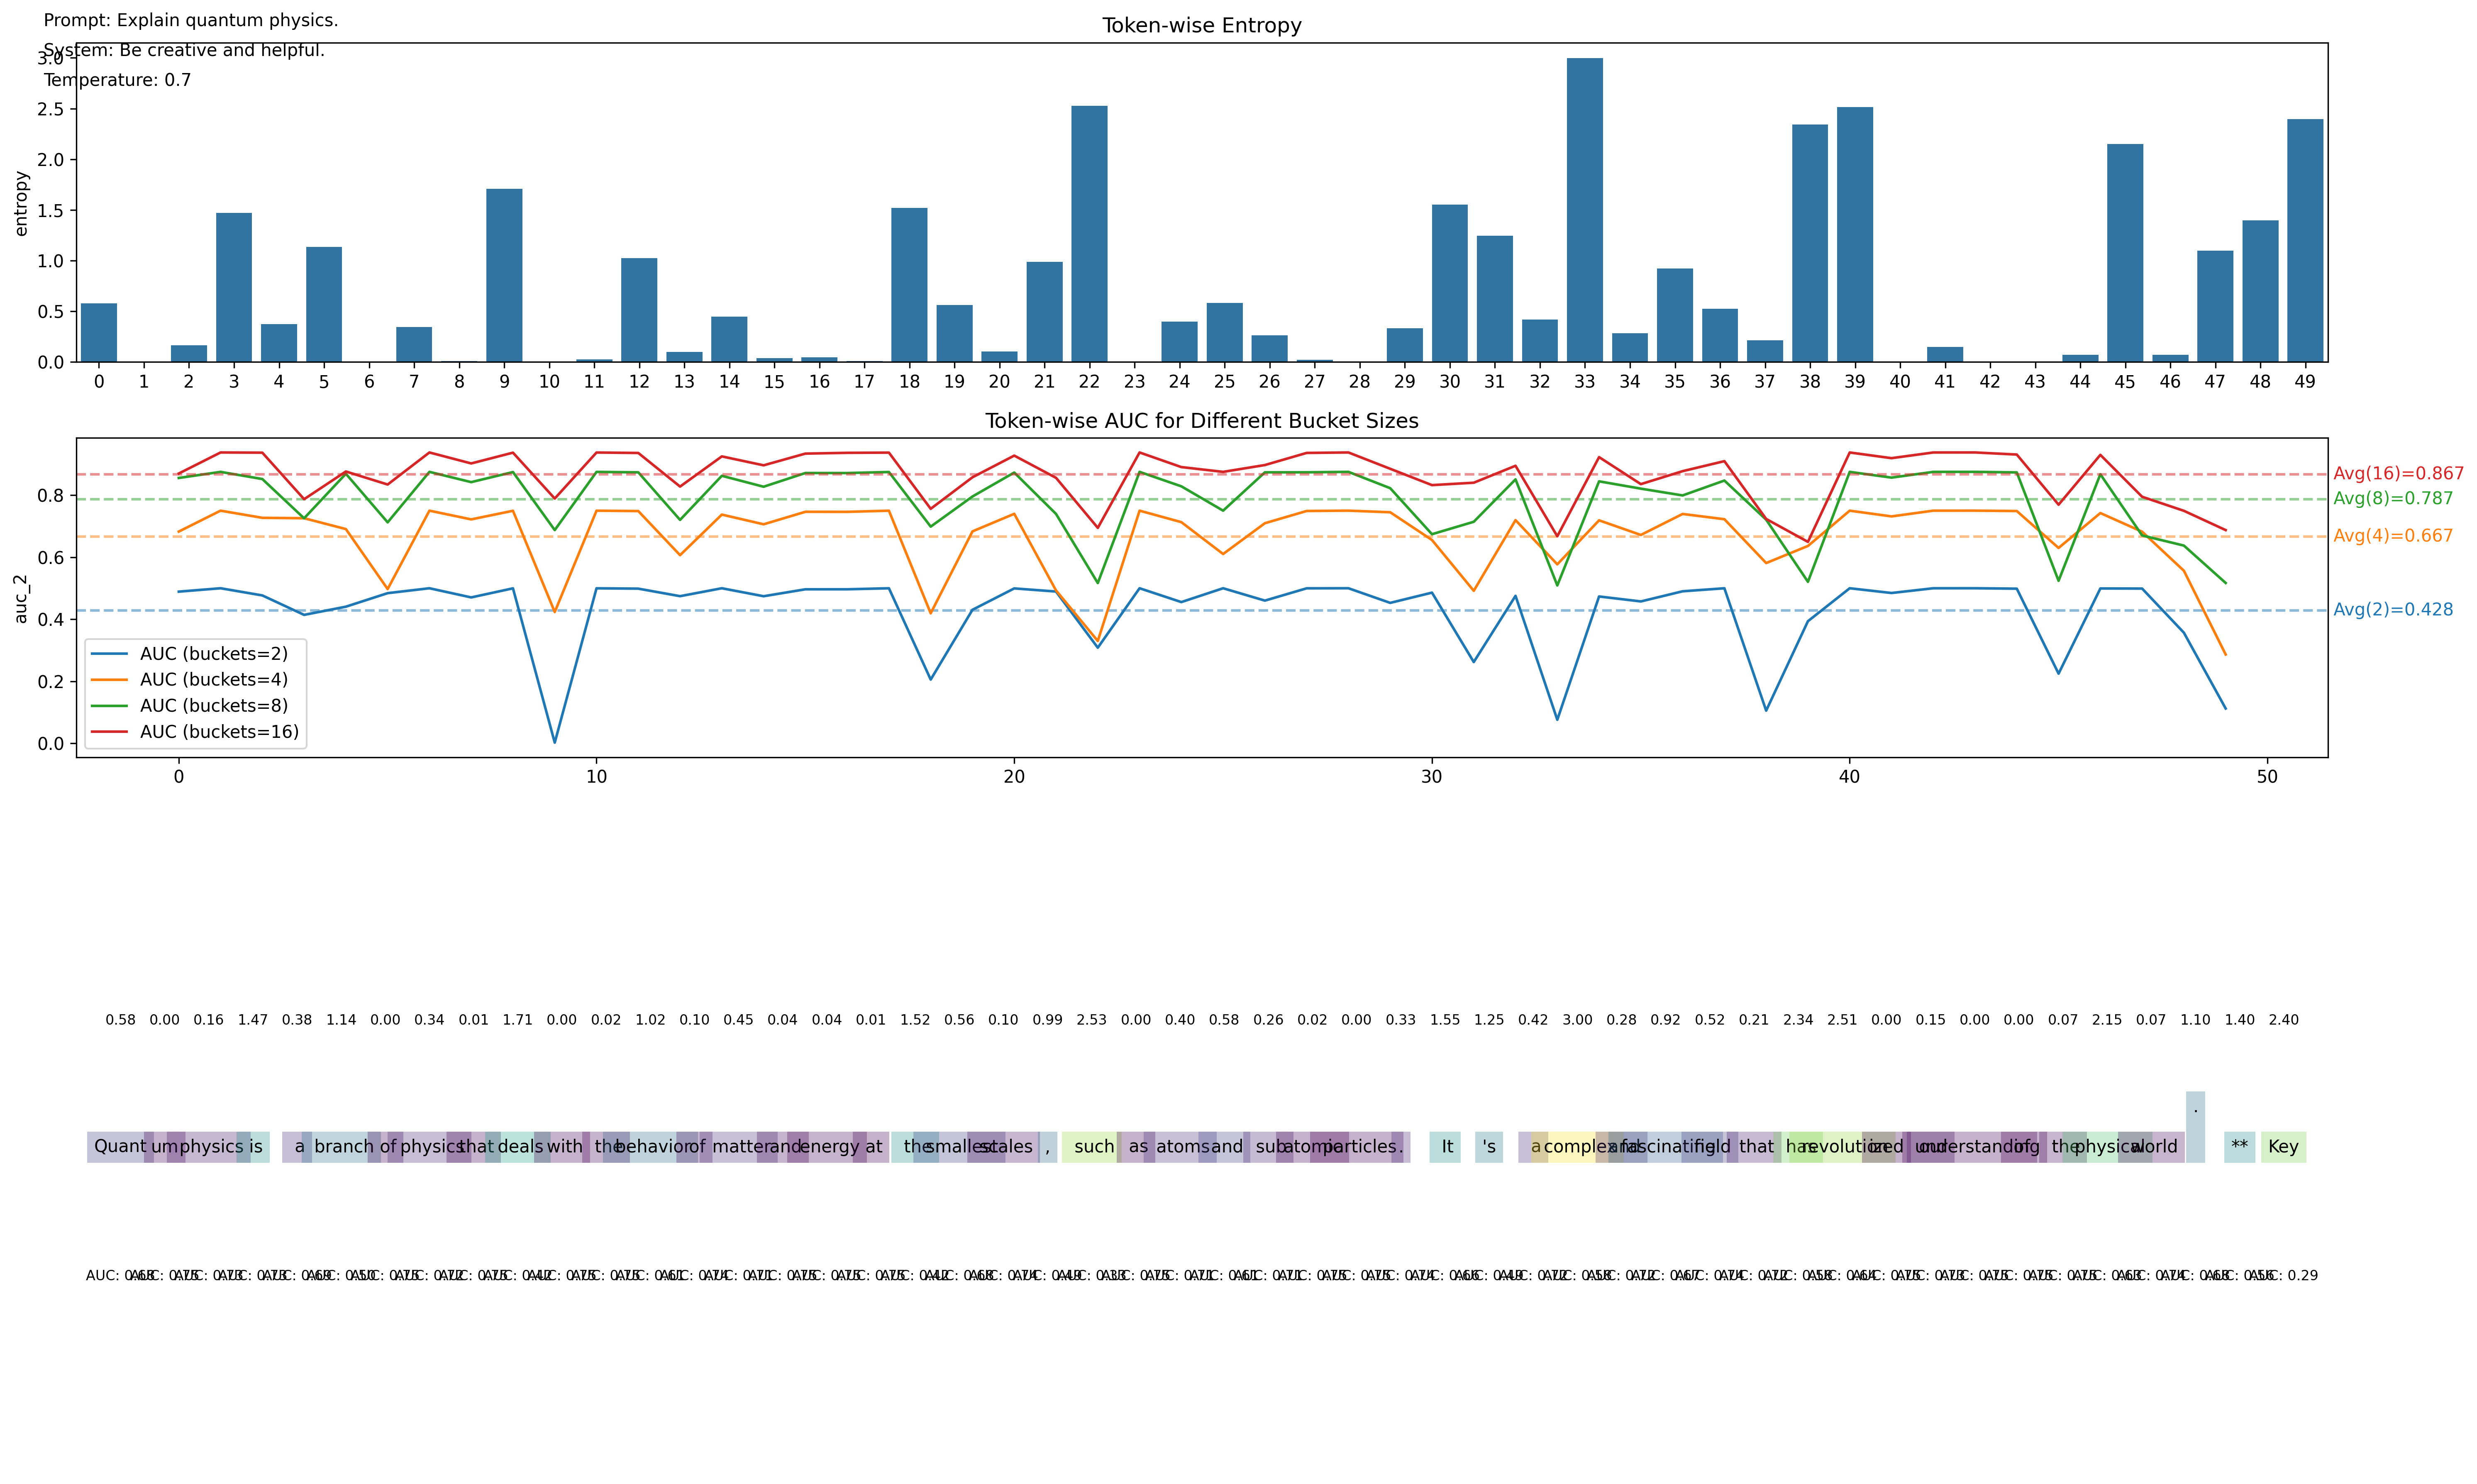 Prompt: Explain quantum physics.
Token-wise Entropy
System: Be creative and helpful.
Temperature: 0.7
entropy
3.0
2.5
2.0
1.5
1.0
0.5
0.0
0 1 2 3 4 5 6 7 8 9 10 11 12 13 14 15 16 17 18 19 20 21 22 23 24 25 26 27 28 29 30 31 32 33 34 35 36 37 38 39 40 41 42 43 44 45 46 47 48 49
Token-wise AUC for Different Bucket Sizes
auc_2
0.8
0.6
0.4
0.2
0.0
Avg(16)=0.867
Avg(8)=0.787
Avg(4)=0.667
Avg(2)=0.428
AUC (buckets=2)
AUC (buckets=4)
AUC (buckets=8)
AUC (buckets=16)
0 10 20 30 40 50
0.58 0.00 0.16 1.47 0.38 1.14 0.00 0.34 0.01 1.71 0.00 0.02 1.02 0.10 0.45 0.04 0.04 0.01 1.52 0.56 0.10 0.99 2.53 0.00 0.40 0.58 0.26 0.02 0.00 0.33 1.55 1.25 0.42 3.00 0.28 0.92 0.52 0.21 2.34 2.51 0.00 0.15 0.00 0.00 0.07 2.15 0.07 1.10 1.40 2.40
Quant um physics is a branch of physics that deals with the behavior of matter and energy at the smallest scales , such as atoms and sub atomic particles . It 's a complex and fascinating field that has revolution ized our understanding of the physical world . ** Key